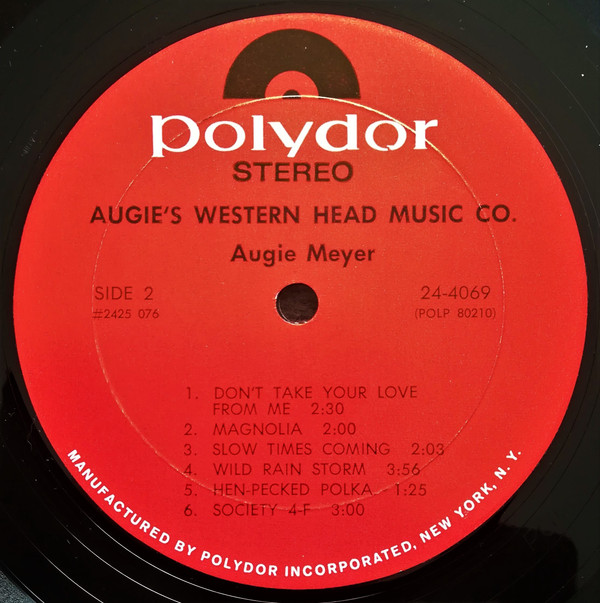 polydor
STEREO
AUGIE'S WESTERN HEAD MUSIC CO.
Augie Meyer
SIDE 2 24-4069
#2425 076 (POLP 80210)
1. DON'T TAKE YOUR LOVE
FROM ME 2:30
2. MAGNOLIA 2:00
3. SLOW TIMES COMING 2:03
4. WILD RAIN STORM 3:56
5. HEN-PECKED POLKA 1:25
6. SOCIETY 4-F 3:00
MANUFACTURED BY POLYDOR INCORPORATED, NEW YORK, N. Y.